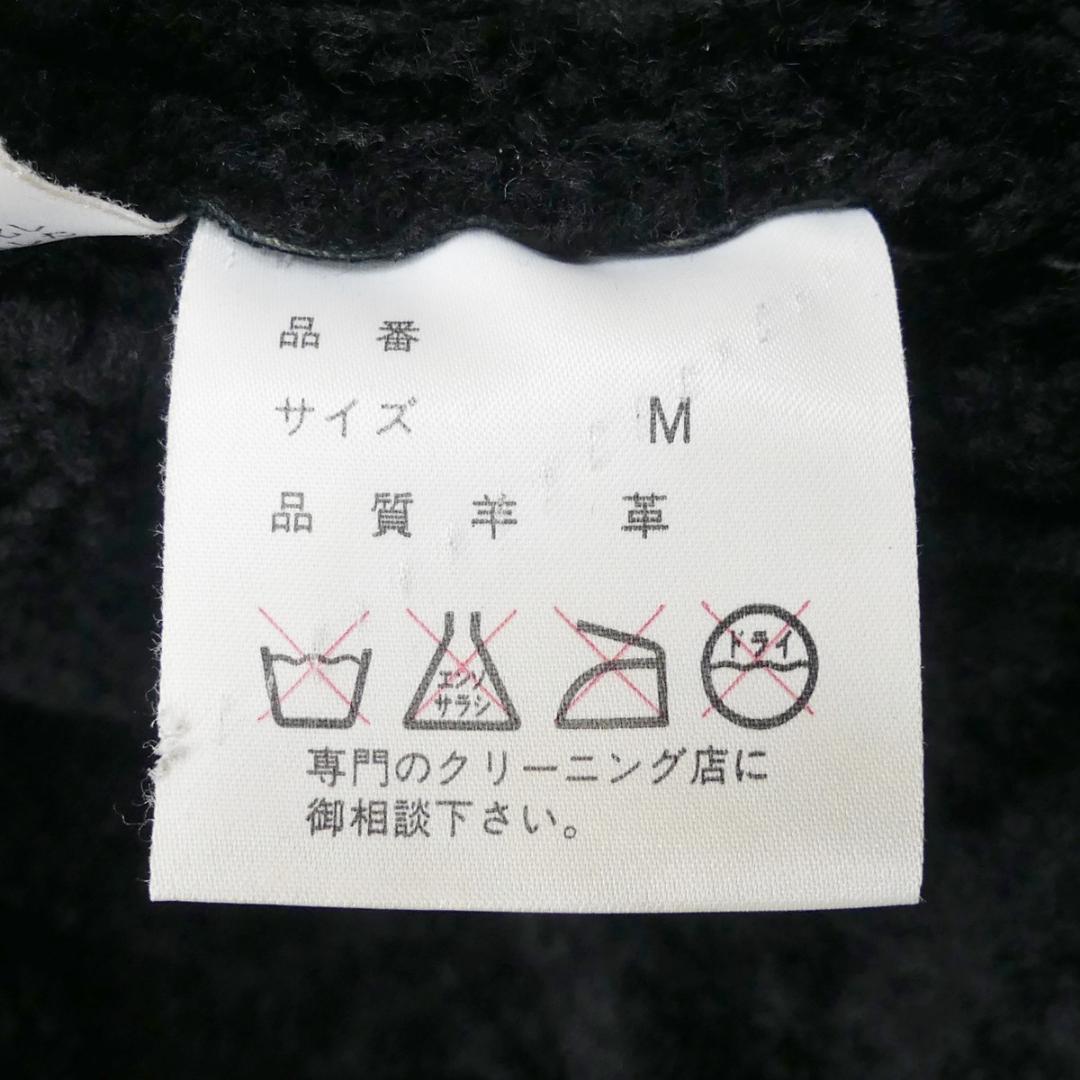 品 番
サイズ M
品 質 羊 革
エンソ
サラシ
ドライ
専門のクリーニング店に
御相談下さい。